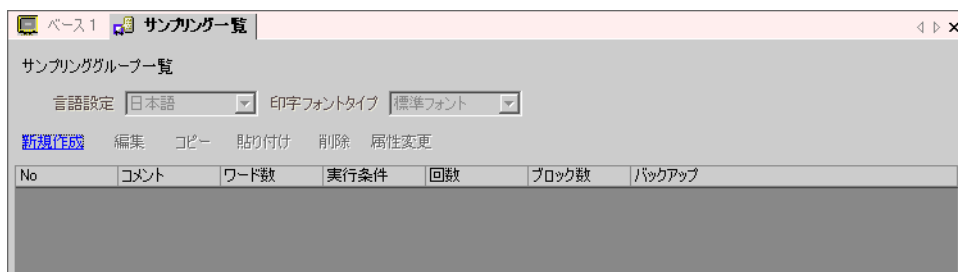 ベース 1 サンプリング一覧
サンプリンググループ一覧
言語設定 日本語 印字フォントタイプ 標準フォント
新規作成 編集 コピー 貼り付け 削除 属性変更
No コメント ワード数 実行条件 回数 ブロック数 バックアップ